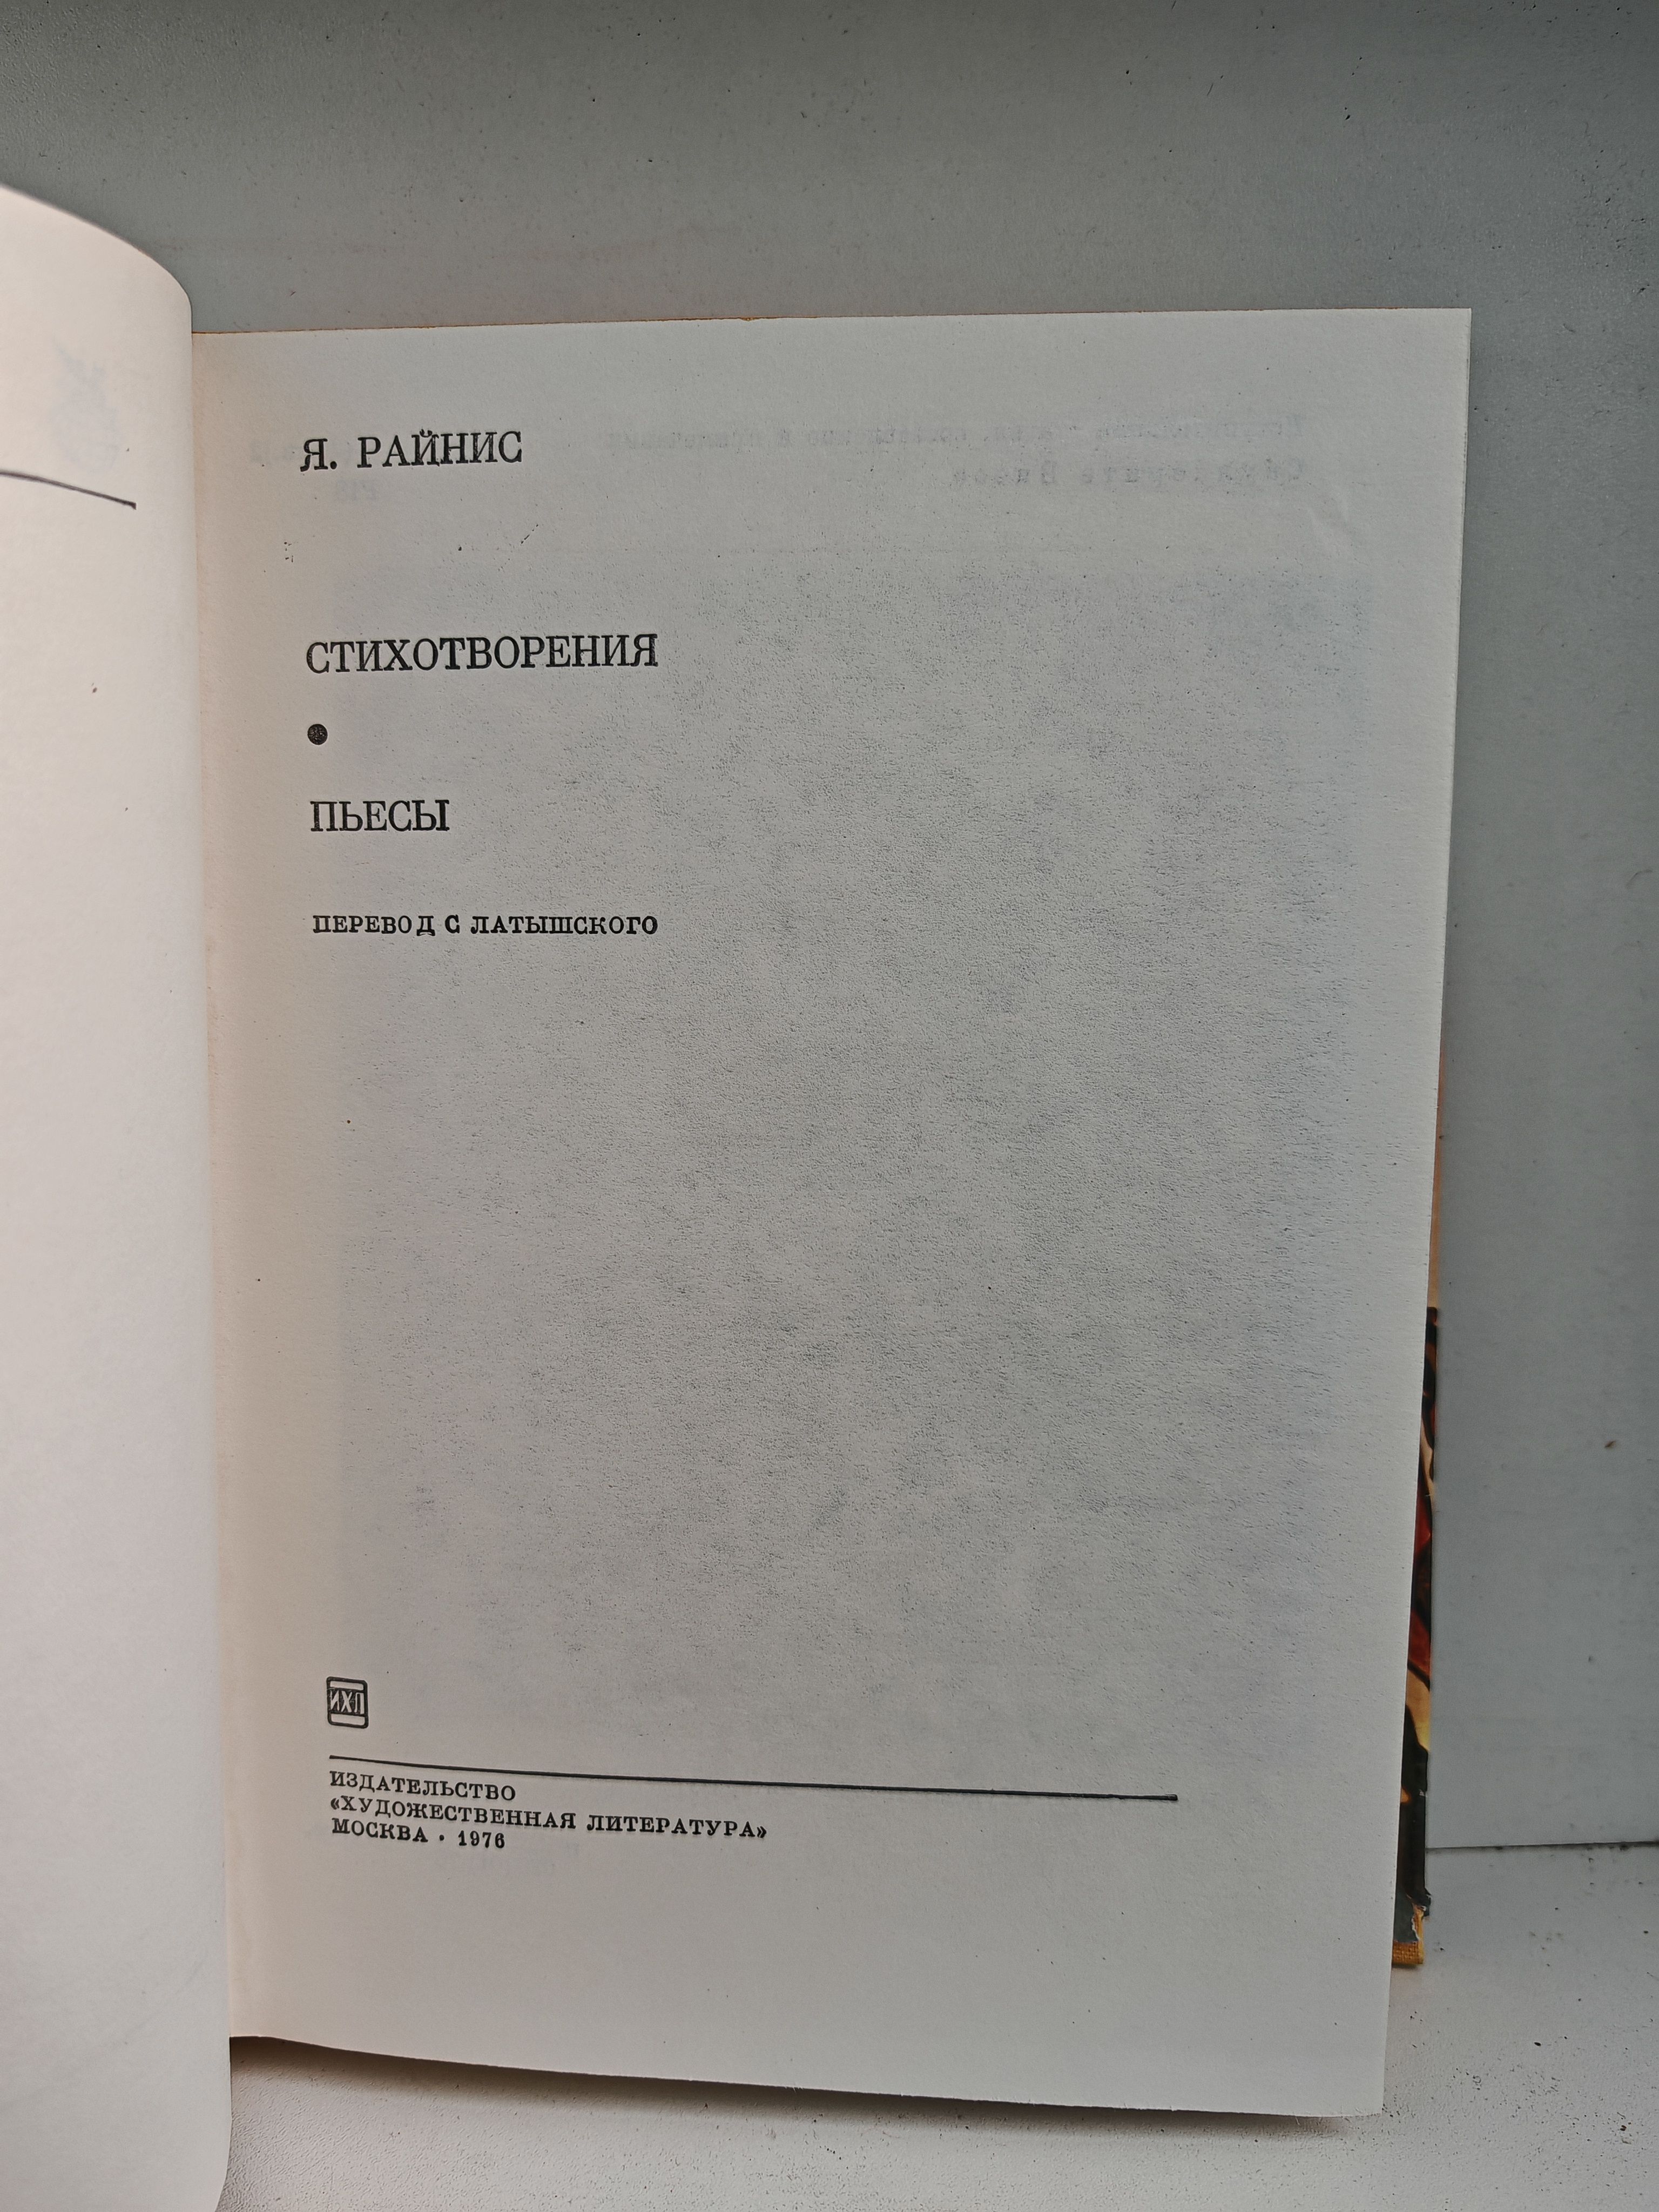 Я. РАЙНИС
СТИХОТВОРЕНИЯ
•
ПЬЕСЫ
ПЕРЕВОД С ЛАТЫШСКОГО
ИХЛ
ИЗДАТЕЛЬСТВО
«ХУДОЖЕСТВЕННАЯ ЛИТЕРАТУРА»
МОСКВА · 1976